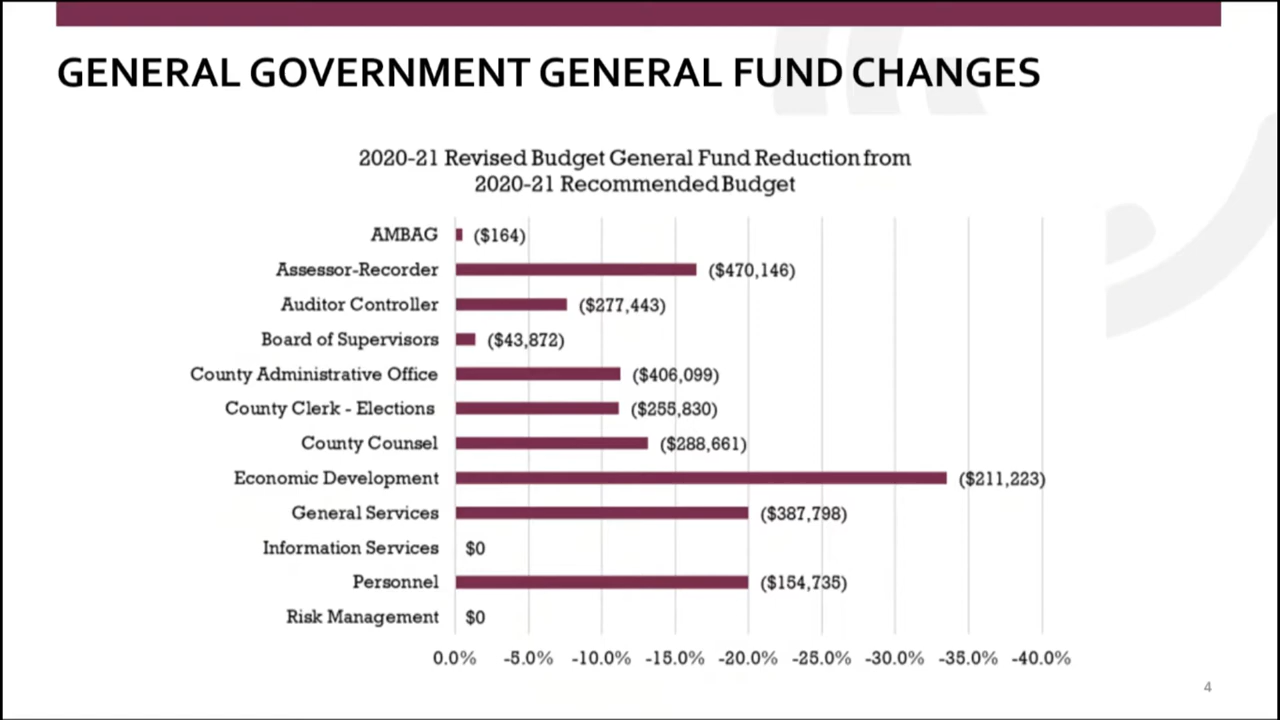 GENERAL GOVERNMENT GENERAL FUND CHANGES
2020-21 Revised Budget General Fund Reduction from
2020-21 Recommended Budget
AMBAG ($164)
Assessor-Recorder ($470,146)
Auditor Controller ($277,443)
Board of Supervisors ($43,872)
County Administrative Office ($406,099)
County Clerk - Elections ($255,830)
County Counsel ($288,661)
Economic Development ($211,223)
General Services ($387,798)
Information Services $0
Personnel ($154,735)
Risk Management $0
0.0% -5.0% -10.0% -15.0% -20.0% -25.0% -30.0% -35.0% -40.0%
4